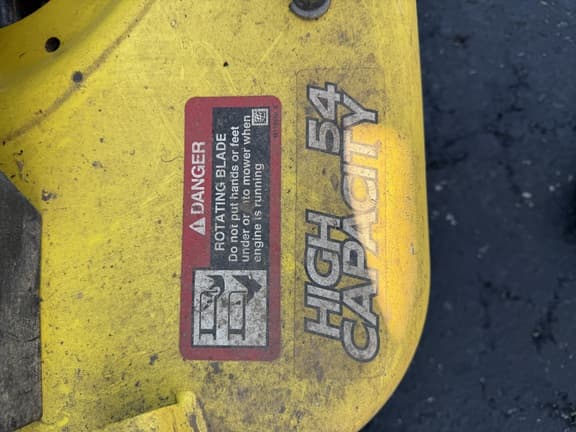 DANGER
ROTATING BLADE
Do not put hands or feet
under or into mower when
engine is running
HIGH 54
CAPACITY